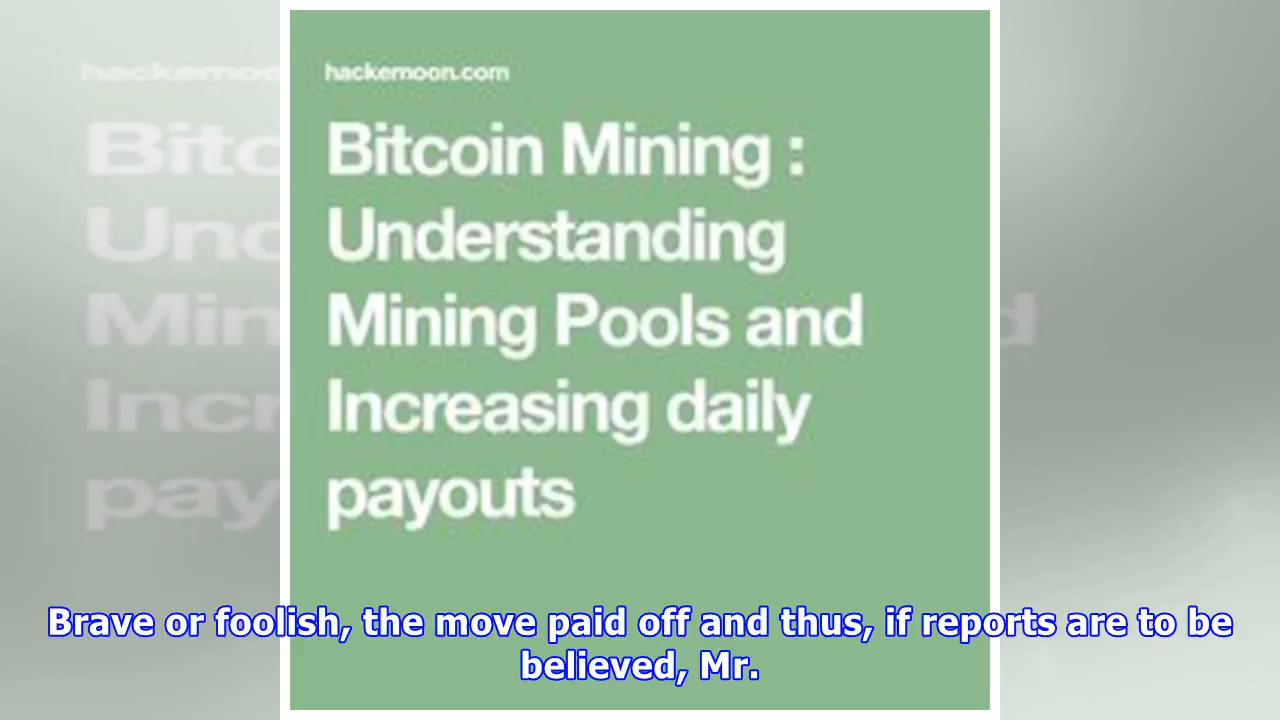 hackernoon.com
Bitcoin Mining :
Understanding
Mining Pools and
Increasing daily
payouts
Brave or foolish, the move paid off and thus, if reports are to be
believed, Mr.